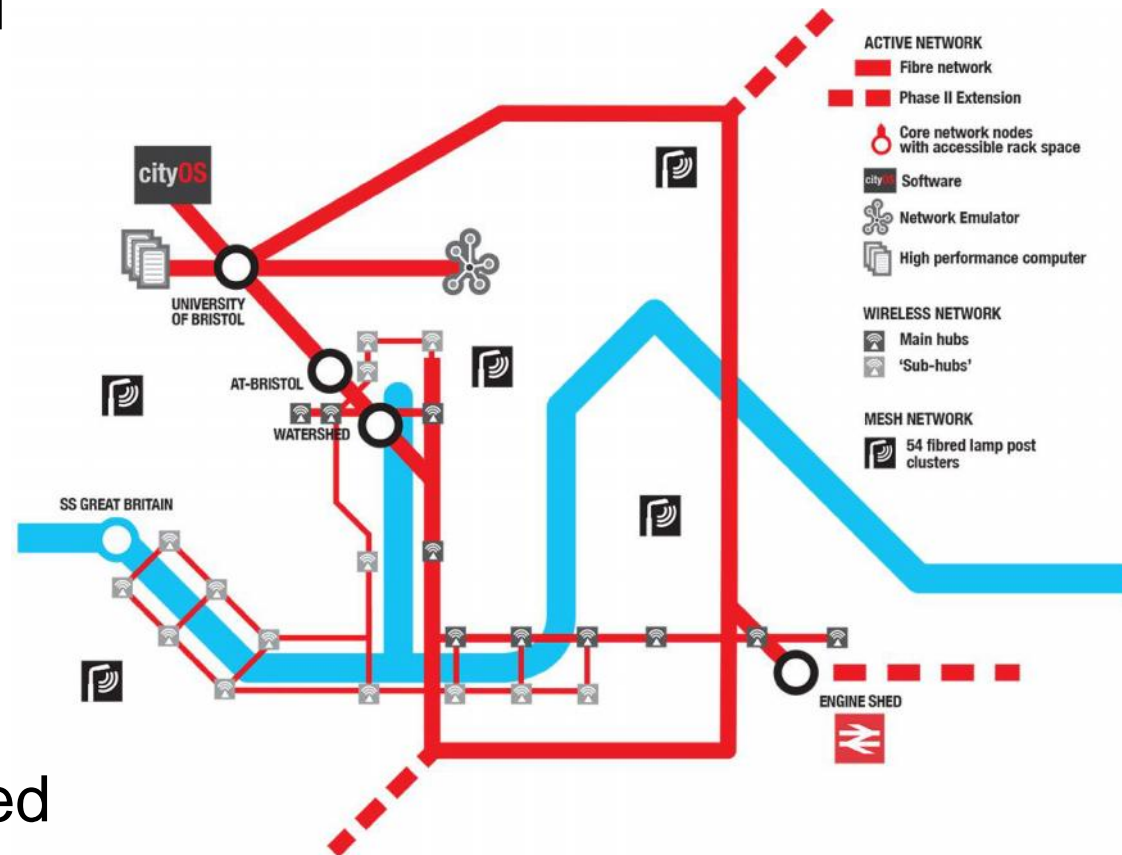 ACTIVE NETWORK
Fibre network
Phase II Extension
Core network nodes
with accessible rack space
cityOS Software
Network Emulator
High performance computer
WIRELESS NETWORK
Main hubs
'Sub-hubs'
MESH NETWORK
54 fibred lamp post
clusters
cityOS
UNIVERSITY
OF BRISTOL
AT-BRISTOL
WATERSHED
SS GREAT BRITAIN
ENGINE SHED
ed